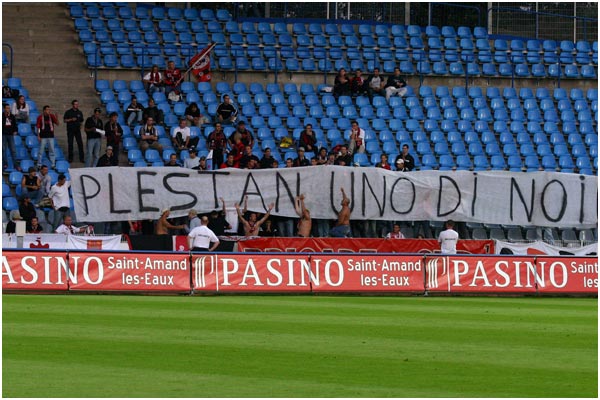 PLESTAN UNO DI NOI
PASINO Saint-Amand
les-Eaux
PASINO Saint-Amand
les-Eaux
PASINO Saint-Amand
les-Eaux